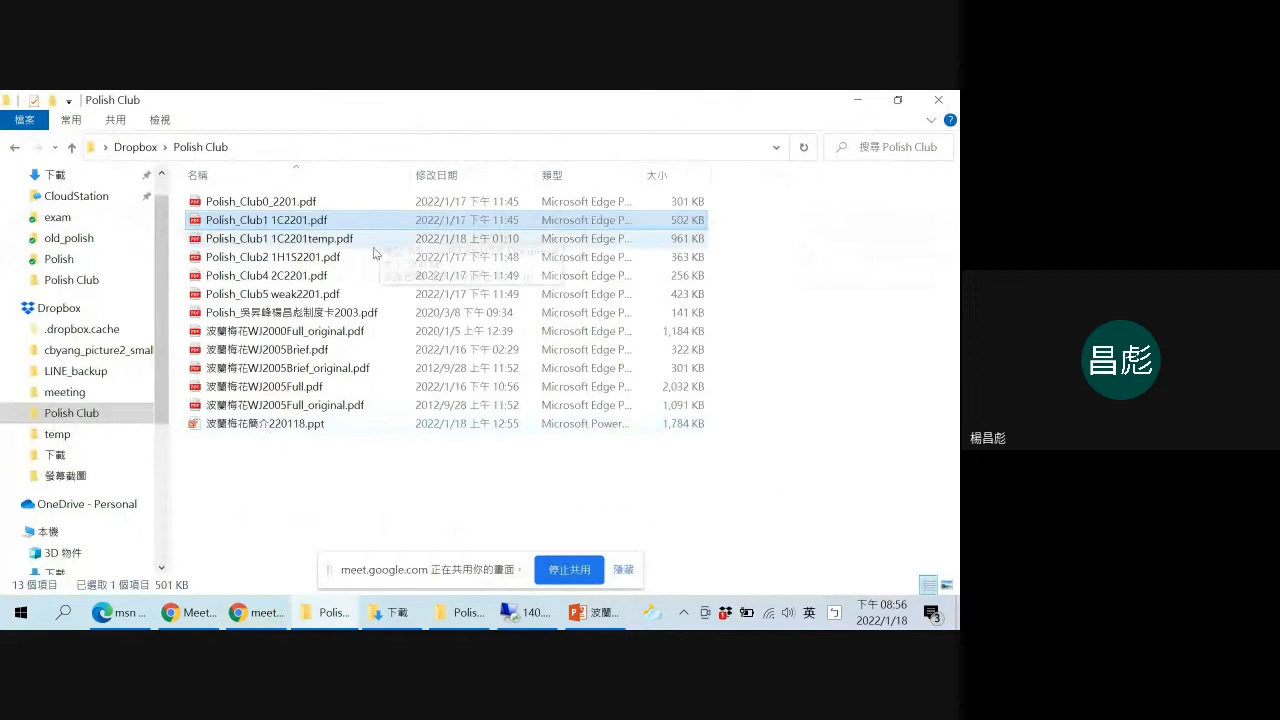 Polish Club
檔案 常用 共用 檢視
Dropbox Polish Club 搜尋 Polish Club
名稱 修改日期 類型 大小
下載
CloudStation
exam
old_polish
Polish
Polish Club
Dropbox
.dropbox.cache
cbyang_picture2_smal
LINE_backup
meeting
Polish Club
temp
下載
螢幕截圖
OneDrive - Personal
本機
3D 物件
下載
Polish_Club0_2201.pdf 2022/1/17 下午 11:45 Microsoft Edge P... 301 KB
Polish_Club1 1C2201.pdf 2022/1/17 下午 11:45 Microsoft Edge P... 502 KB
Polish_Club1 1C2201temp.pdf 2022/1/18 上午 01:10 Microsoft Edge P... 961 KB
Polish_Club2 1H1S2201.pdf 2022/1/17 下午 11:48 Microsoft Edge P... 363 KB
Polish_Club4 2C2201.pdf 2022/1/17 下午 11:49 Microsoft Edge P... 256 KB
Polish_Club5 weak2201.pdf 2022/1/17 下午 11:49 Microsoft Edge P... 423 KB
Polish_吳昇峰楊昌彪制度卡2003.pdf 2020/3/8 下午 09:34 Microsoft Edge P... 141 KB
波蘭梅花WJ2000Full_original.pdf 2020/1/5 上午 12:39 Microsoft Edge P... 1,184 KB
波蘭梅花WJ2005Brief.pdf 2022/1/16 下午 02:29 Microsoft Edge P... 322 KB
波蘭梅花WJ2005Brief_original.pdf 2012/9/28 上午 11:52 Microsoft Edge P... 301 KB
波蘭梅花WJ2005Full.pdf 2022/1/16 下午 10:56 Microsoft Edge P... 2,032 KB
波蘭梅花WJ2005Full_original.pdf 2012/9/28 上午 11:52 Microsoft Edge P... 1,091 KB
波蘭梅花簡介220118.ppt 2022/1/18 上午 12:55 Microsoft Power... 1,784 KB
meet.google.com 正在共用你的畫面。 停止共用 隱藏
13 個項目 已選取 1 個項目 501 KB
msn ... Meet... meet... Polis... 下載 Polis... 140.... 波蘭... 英 下午 08:56
2022/1/18
3
昌彪
楊昌彪